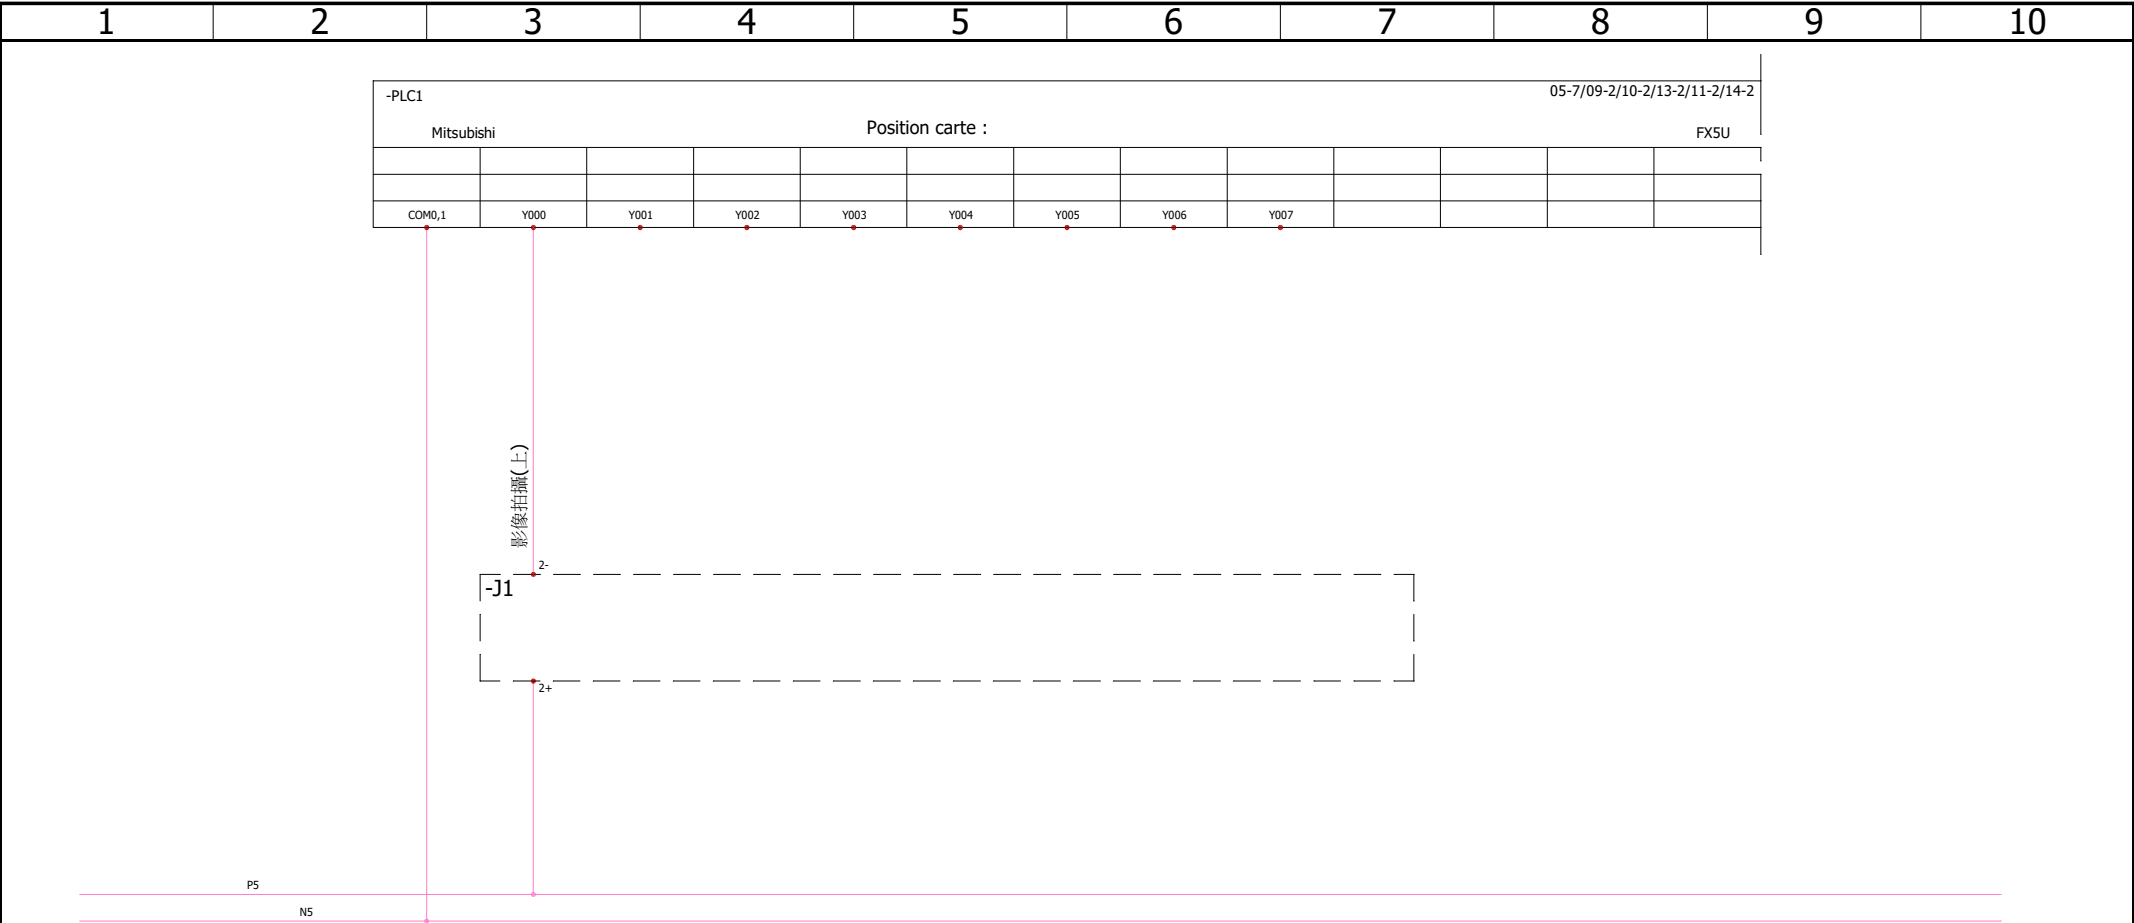 1 2 3 4 5 6 7 8 9 10
-PLC1 05-7/09-2/10-2/13-2/11-2/14-2
Mitsubishi Position carte : FX5U
COM0,1 Y000 Y001 Y002 Y003 Y004 Y005 Y006 Y007
影像拍攝(上)
2-
-J1
2+
P5
N5